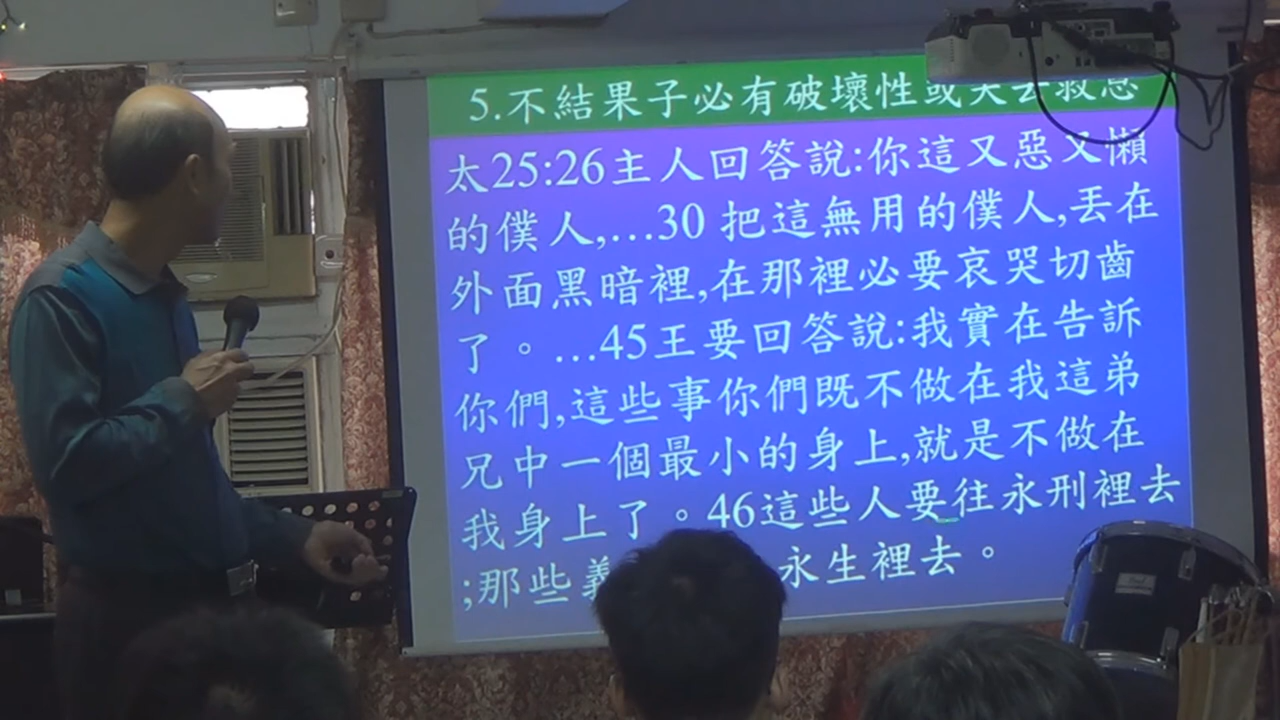 5.不結果子必有破壞性或失去救恩
太25:26主人回答說:你這又惡又懶
的僕人,…30 把這無用的僕人,丟在
外面黑暗裡,在那裡必要哀哭切齒
了。…45王要回答說:我實在告訴
你們,這些事你們既不做在我這弟
兄中一個最小的身上,就是不做在
我身上了。46這些人要往永刑裡去
;那些義 永生裡去。